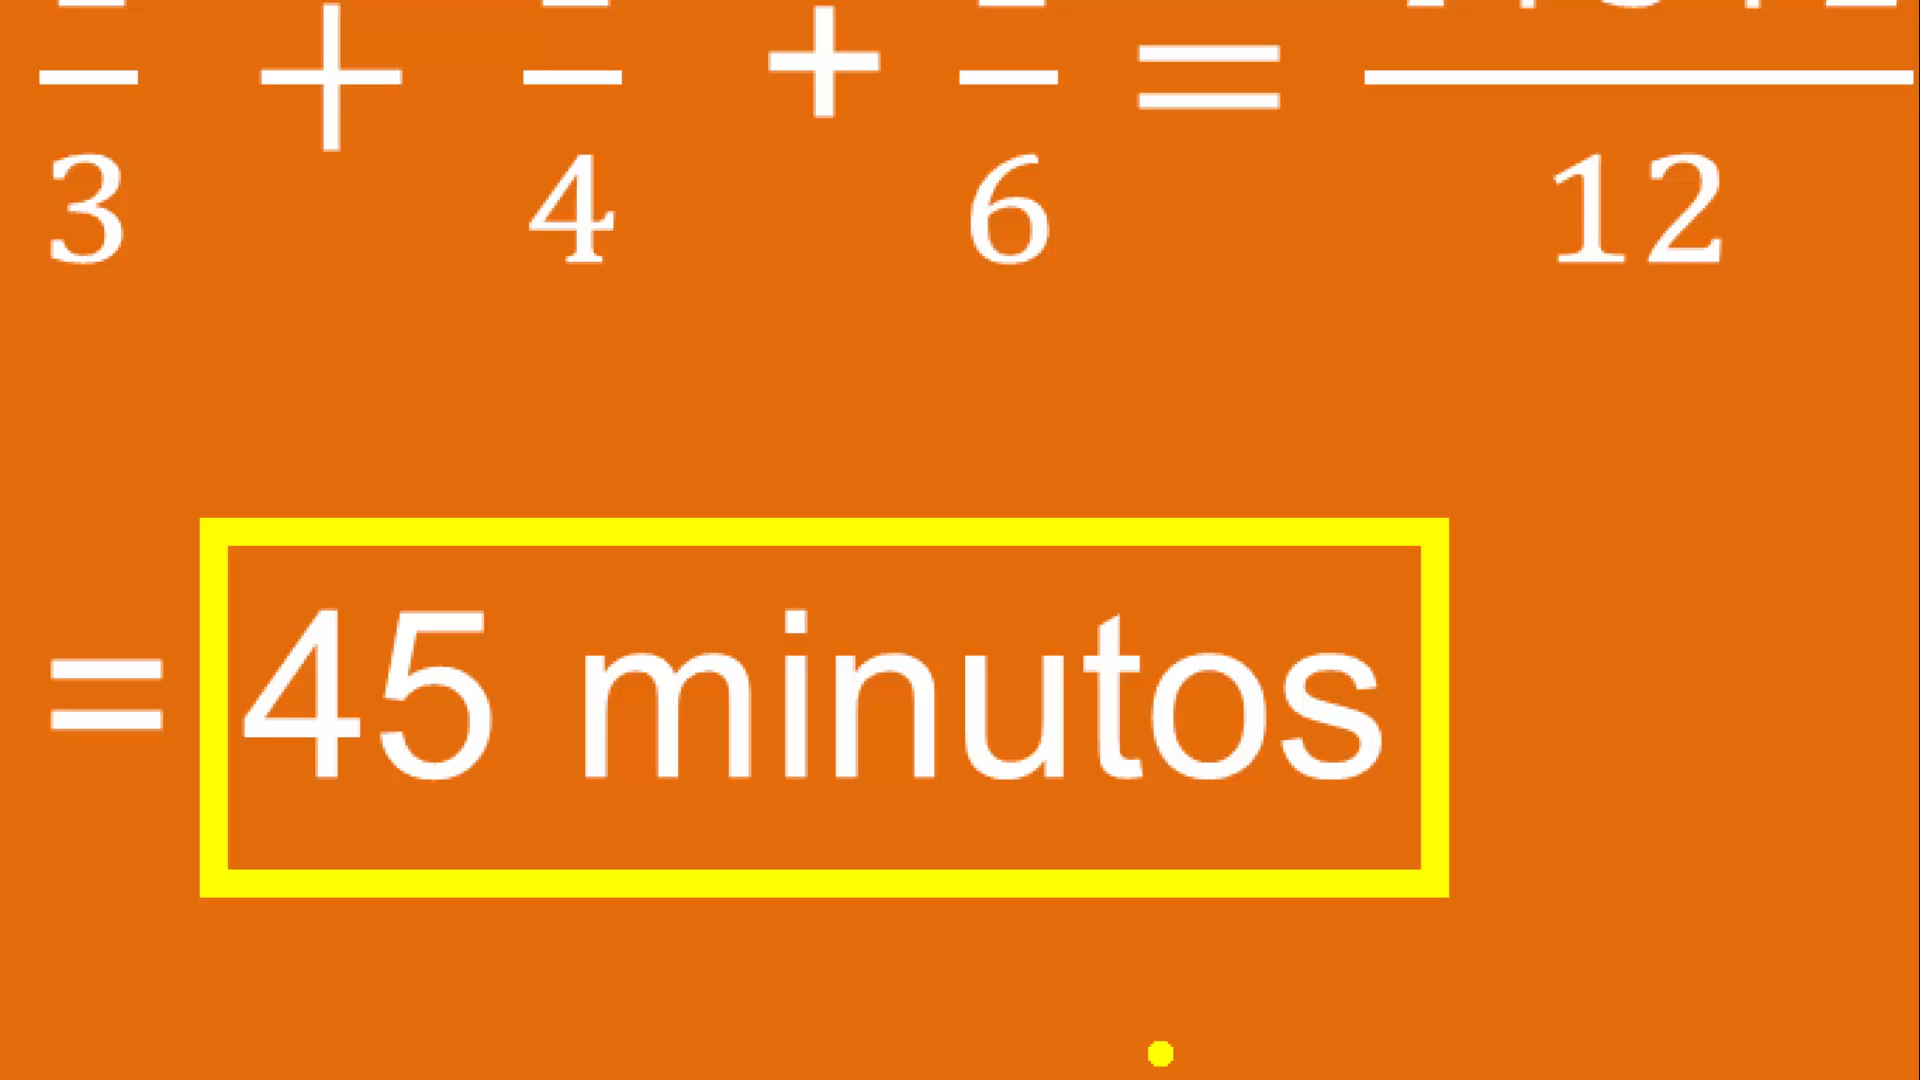 + + =
3 4 6 12
= 45 minutos